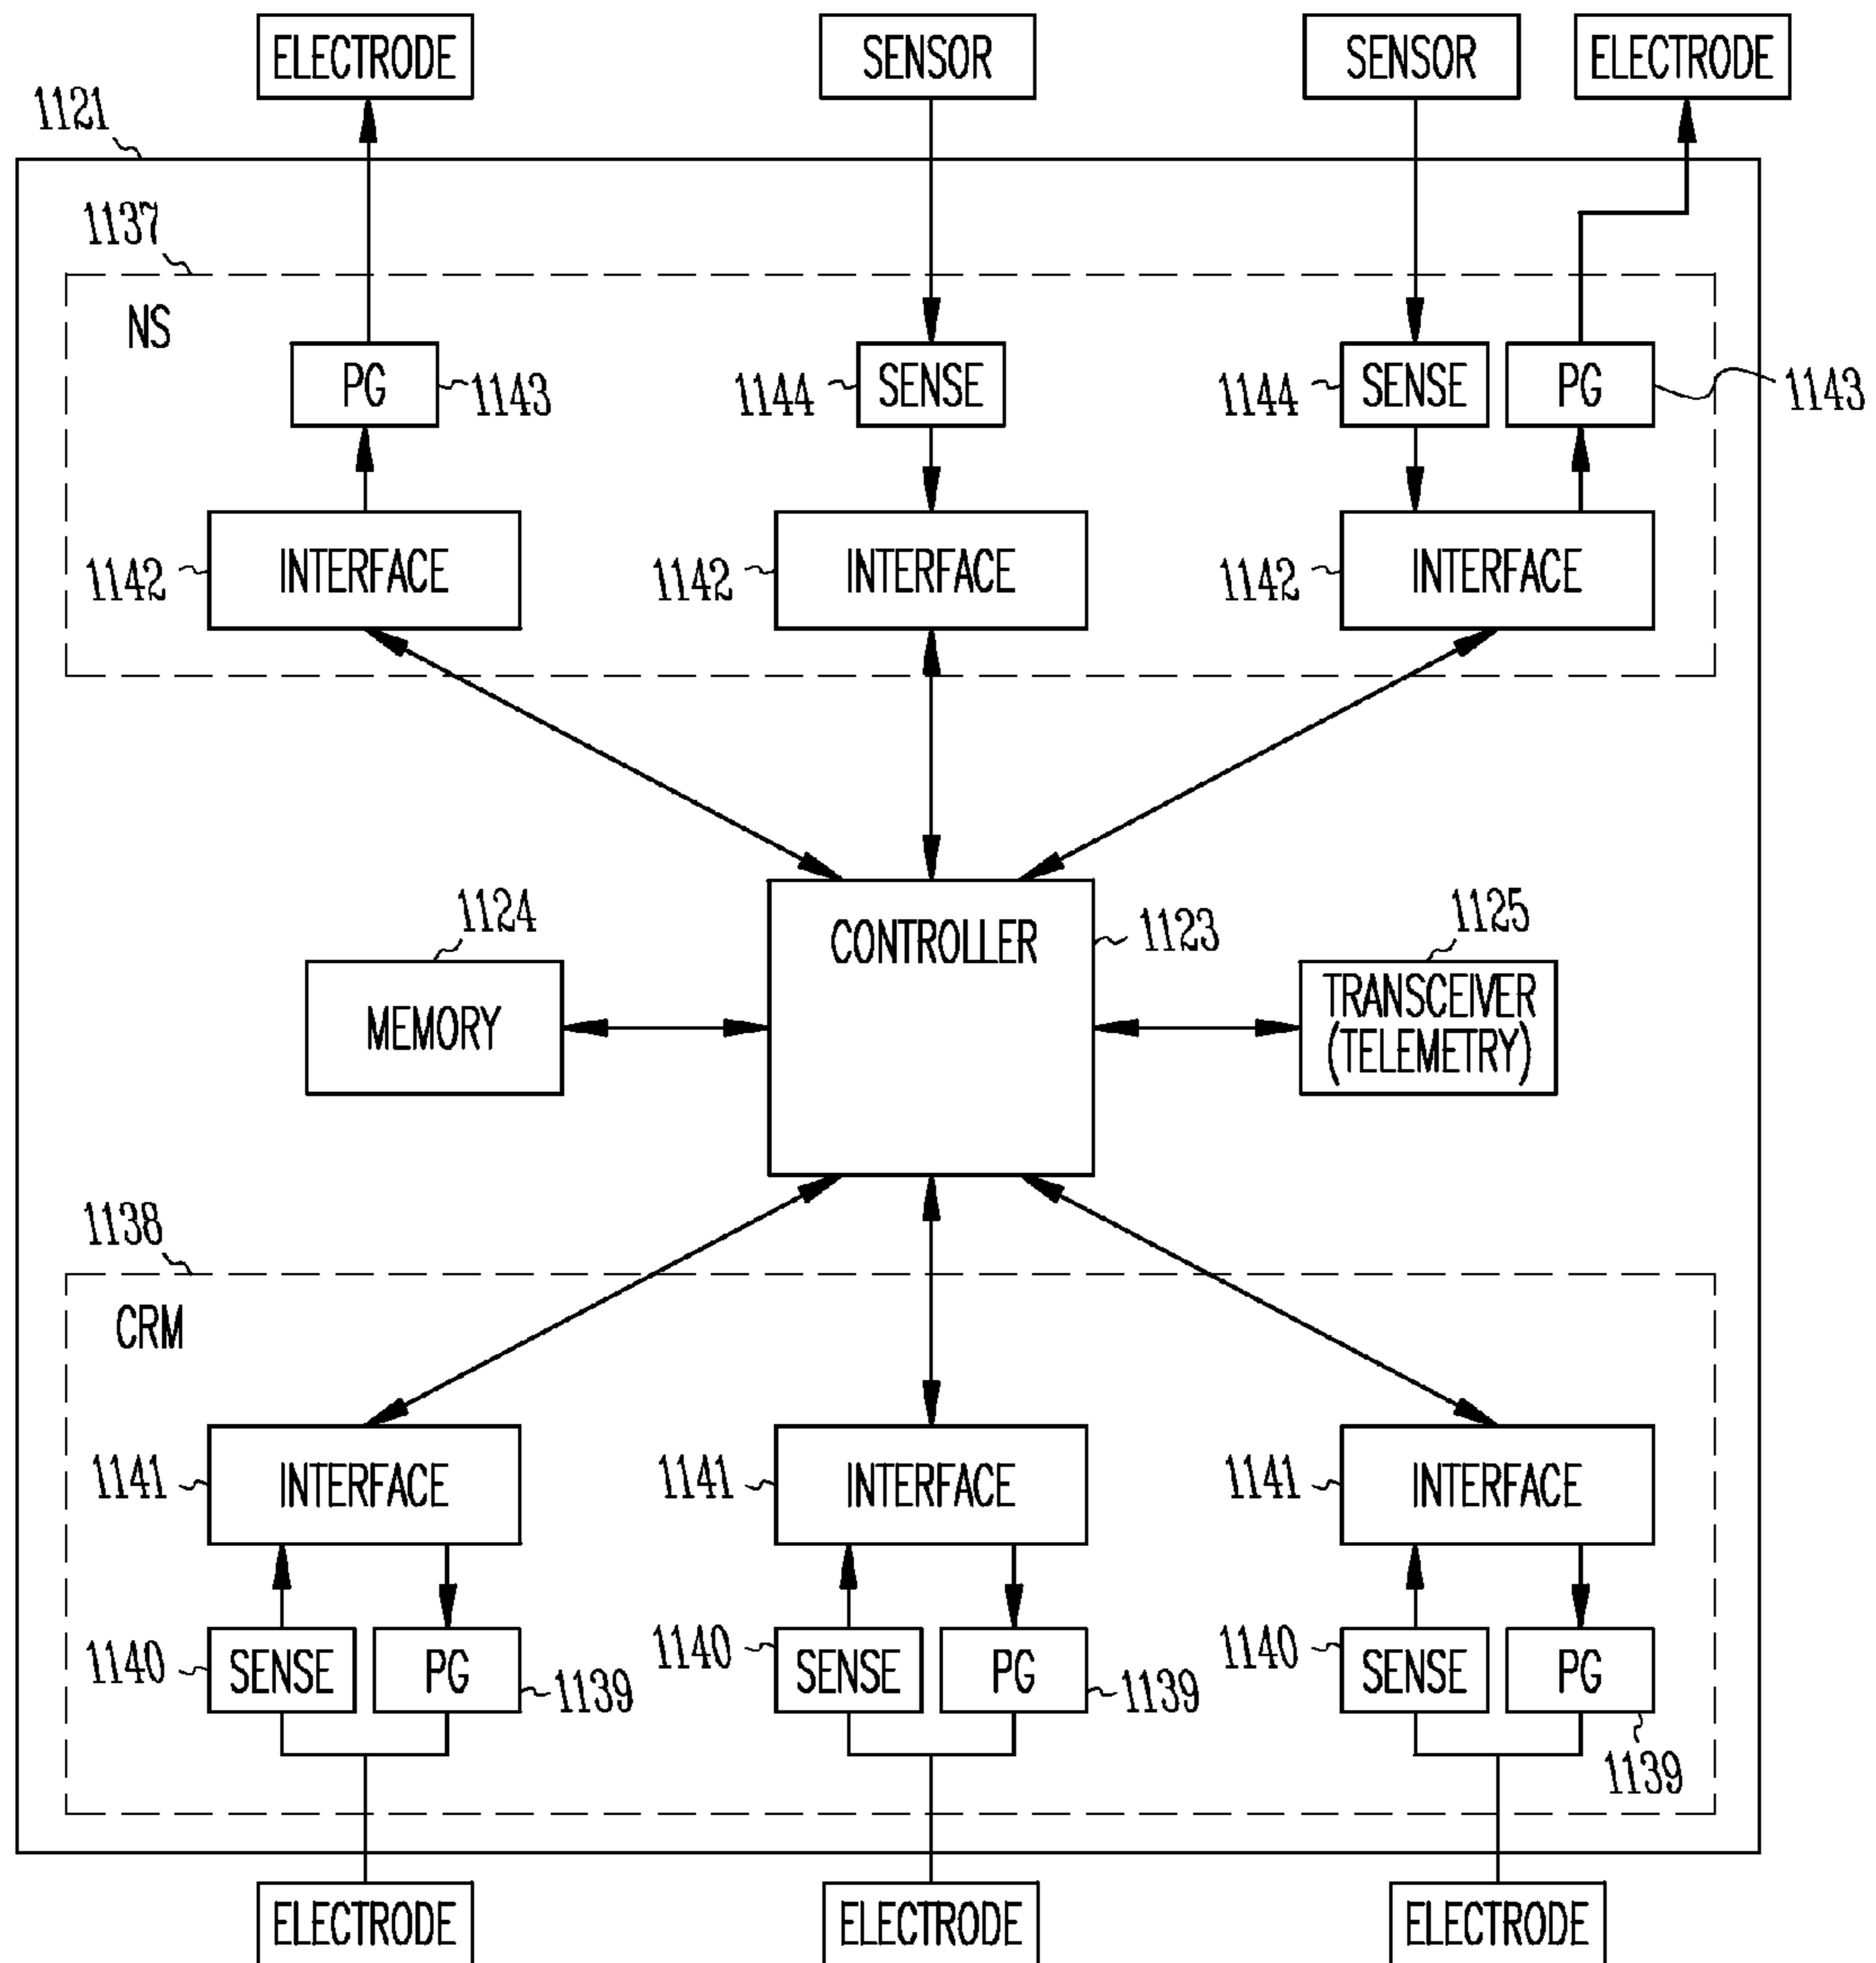 ELECTRODE
SENSOR
SENSOR
ELECTRODE
1121
1137
NS
PG
1143
1144
SENSE
1144
SENSE
PG
1143
1142
INTERFACE
1142
INTERFACE
1142
INTERFACE
1124
MEMORY
CONTROLLER
1123
1125
TRANSCEIVER
(TELEMETRY)
1138
CRM
1141
INTERFACE
1141
INTERFACE
1141
INTERFACE
1140
SENSE
PG
1139
1140
SENSE
PG
1139
1140
SENSE
PG
1139
ELECTRODE
ELECTRODE
ELECTRODE